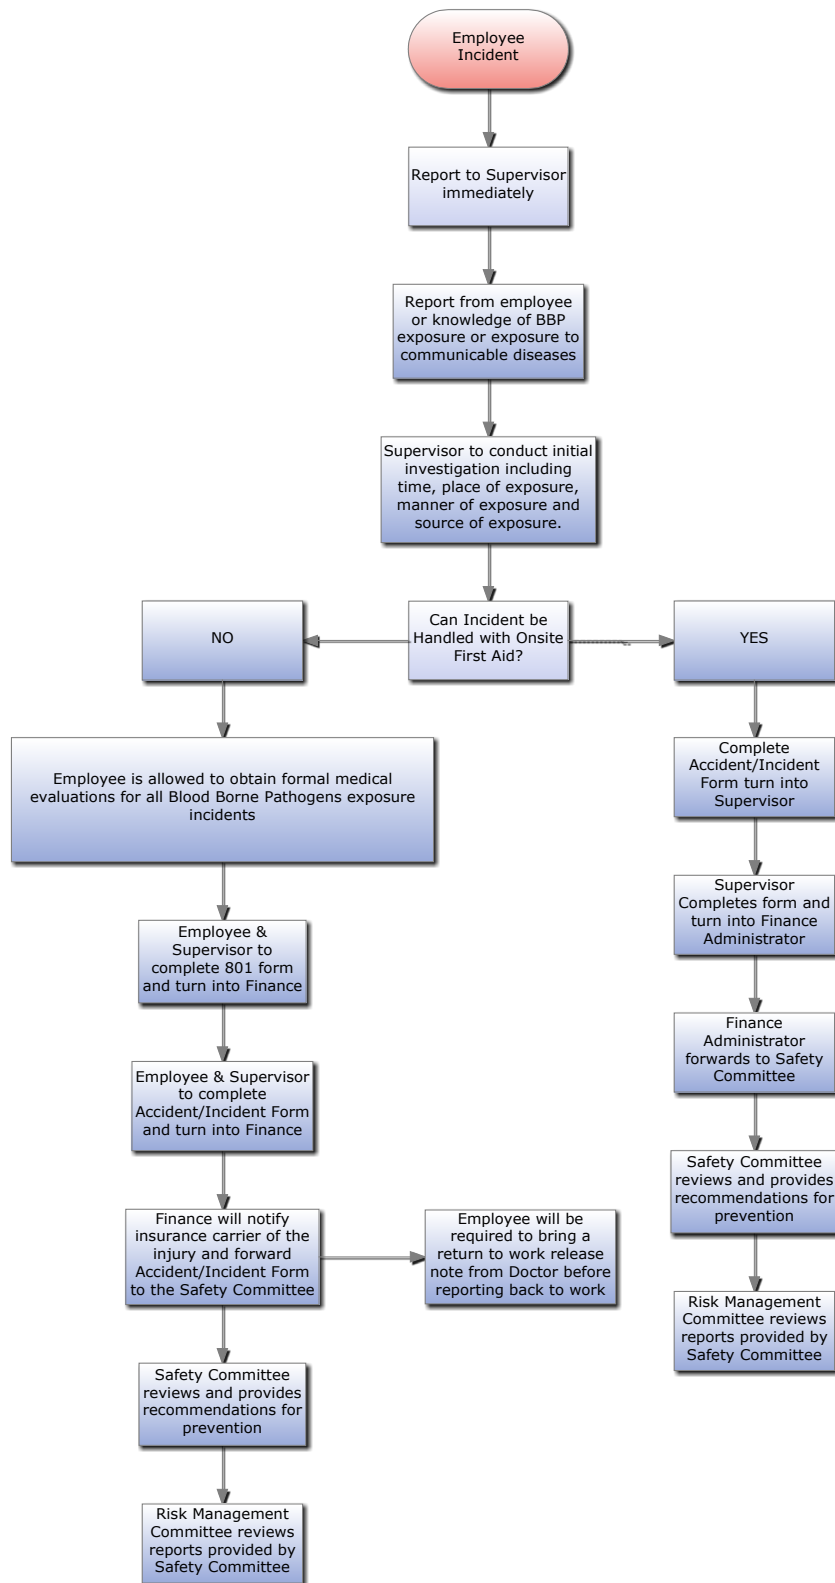 Employee
Incident
Report to Supervisor
immediately
Report from employee
or knowledge of BBP
exposure or exposure to
communicable diseases
Supervisor to conduct initial
investigation including
time, place of exposure,
manner of exposure and
source of exposure.
Can Incident be
Handled with Onsite
First Aid?
NO
YES
Employee is allowed to obtain formal medical
evaluations for all Blood Borne Pathogens exposure
incidents
Employee &
Supervisor to
complete 801 form
and turn into Finance
Employee & Supervisor
to complete
Accident/Incident Form
and turn into Finance
Finance will notify
insurance carrier of the
injury and forward
Accident/Incident Form
to the Safety Committee
Employee will be
required to bring a
return to work release
note from Doctor before
reporting back to work
Safety Committee
reviews and provides
recommendations for
prevention
Risk Management
Committee reviews
reports provided by
Safety Committee
Complete
Accident/Incident
Form turn into
Supervisor
Supervisor
Completes form and
turn into Finance
Administrator
Finance
Administrator
forwards to Safety
Committee
Safety Committee
reviews and provides
recommendations for
prevention
Risk Management
Committee reviews
reports provided by
Safety Committee